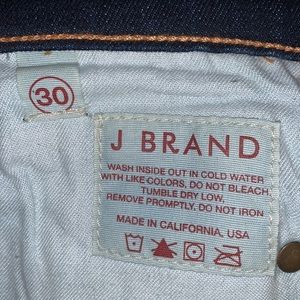 30
J BRAND
WASH INSIDE OUT IN COLD WATER
WITH LIKE COLORS, DO NOT BLEACH,
TUMBLE DRY LOW,
REMOVE PROMPTLY, DO NOT IRON
MADE IN CALIFORNIA, USA